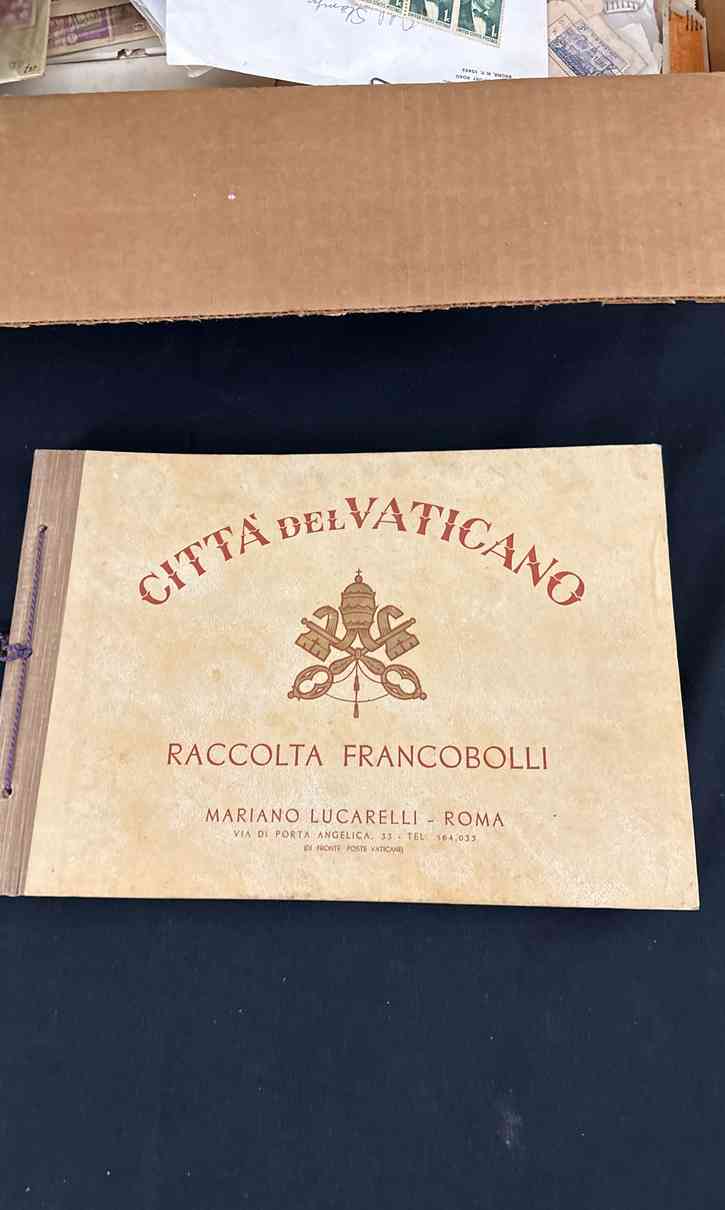 CITTÀ DEL VATICANO
RACCOLTA FRANCOBOLLI
MARIANO LUCARELLI - ROMA
VIA DI PORTA ANGELICA, 33 - TEL. 564,033
(DI FRONTE POSTE VATICANE)